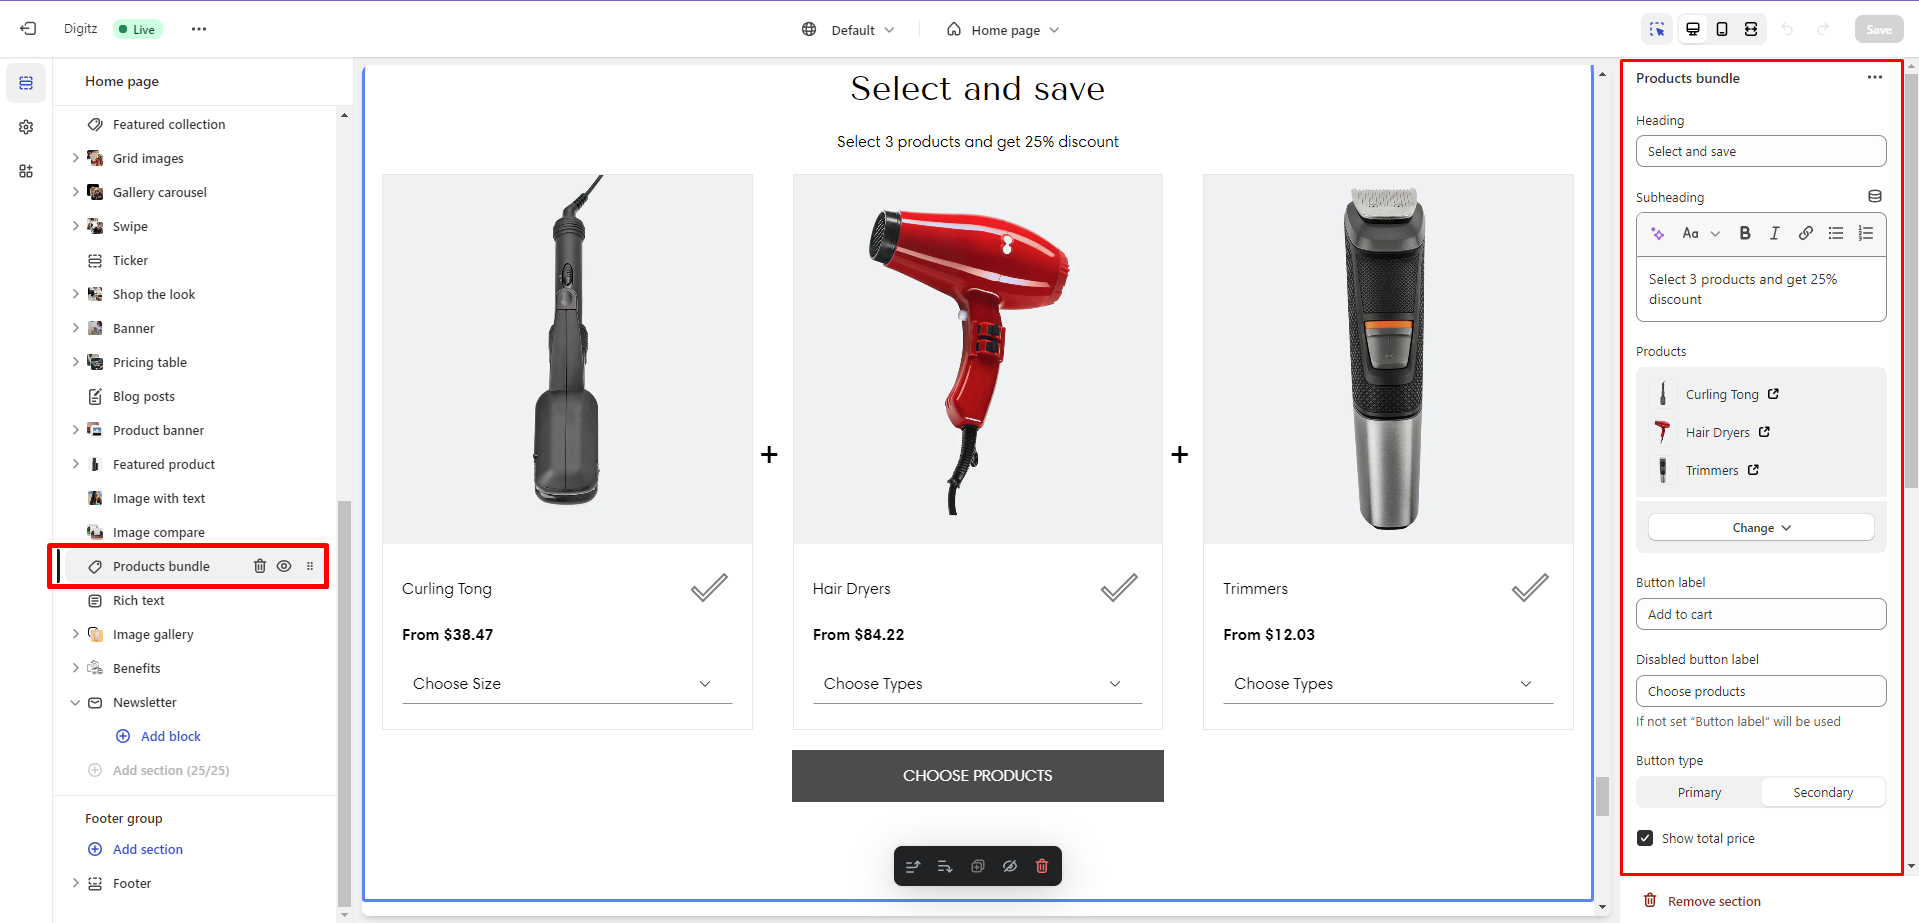 Digitz
Live
Default
Home page
Save
Home page
Featured collection
Grid images
Gallery carousel
Swipe
Ticker
Shop the look
Banner
Pricing table
Blog posts
Product banner
Featured product
Image with text
Image compare
Products bundle
Rich text
Image gallery
Benefits
Newsletter
Add block
Add section (25/25)
Footer group
Add section
Footer
Select and save
Select 3 products and get 25% discount
Curling Tong
From $38.47
Choose Size
Hair Dryers
From $84.22
Choose Types
Trimmers
From $12.03
Choose Types
CHOOSE PRODUCTS
Products bundle
Heading
Select and save
Subheading
Aa
B
I
Select 3 products and get 25%
discount
Products
Curling Tong
Hair Dryers
Trimmers
Change
Button label
Add to cart
Disabled button label
Choose products
If not set “Button label” will be used
Button type
Primary
Secondary
Show total price
Remove section